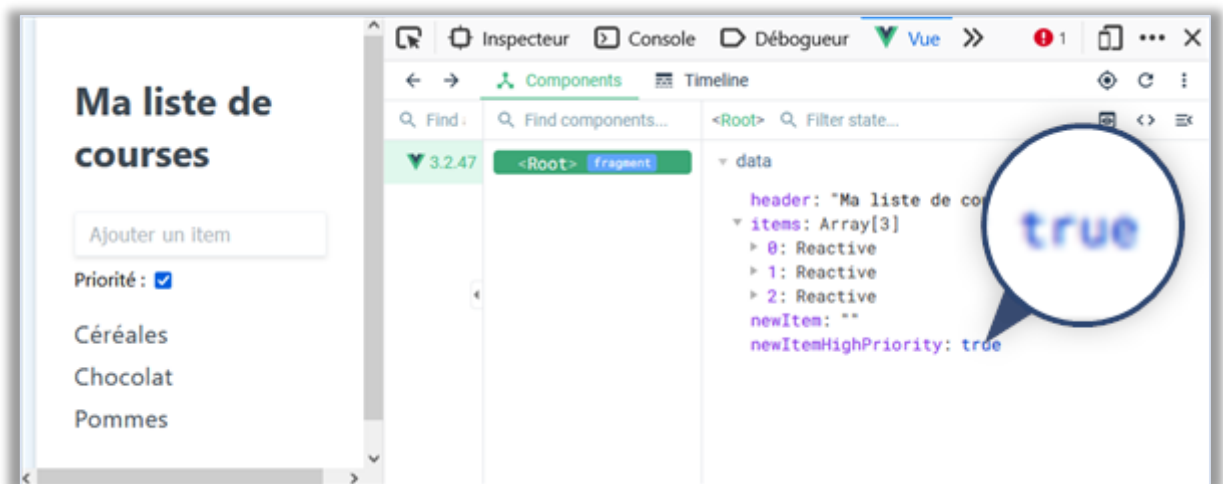 Ma liste de
courses
Ajouter un item
Priorité :
Céréales
Chocolat
Pommes
Inspecteur Console Débogueur Vue 1
Components Timeline
Find Find components... <Root> Filter state...
3.2.47 <Root> fragment data
header: "Ma liste de co
items: Array[3]
0: Reactive
1: Reactive
2: Reactive
newItem: ""
newItemHighPriority: true
true